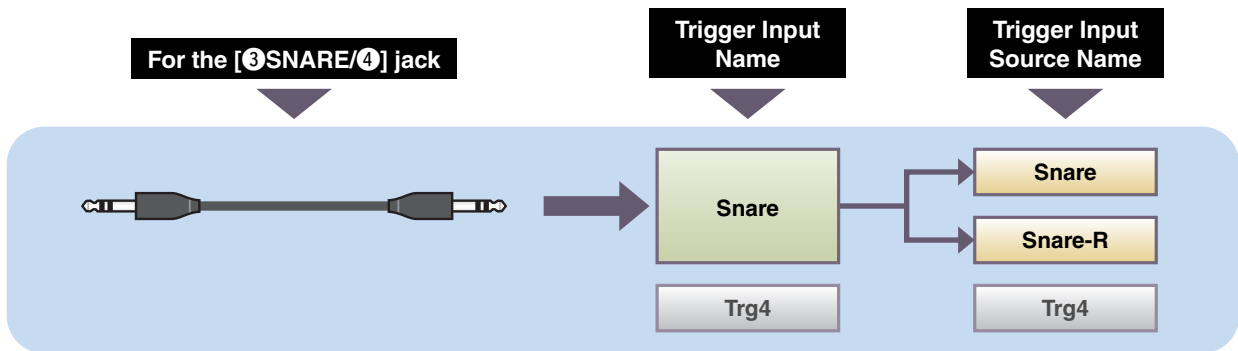 For the [❸SNARE/❹] jack
Trigger Input
Name
Trigger Input
Source Name
Snare
Snare
Snare-R
Trg4
Trg4